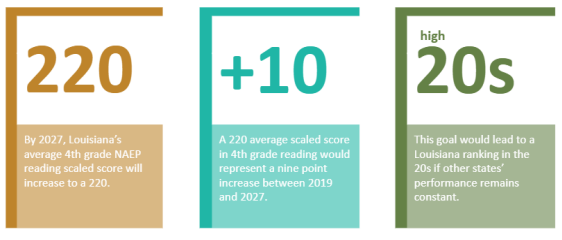 220
By 2027, Louisiana's
average 4th grade NAEP
reading scaled score will
increase to a 220.
+10
A 220 average scaled score
in 4th grade reading would
represent a nine point
increase between 2019
and 2027.
high
20s
This goal would lead to a
Louisiana ranking in the
20s if other states'
performance remains
constant.